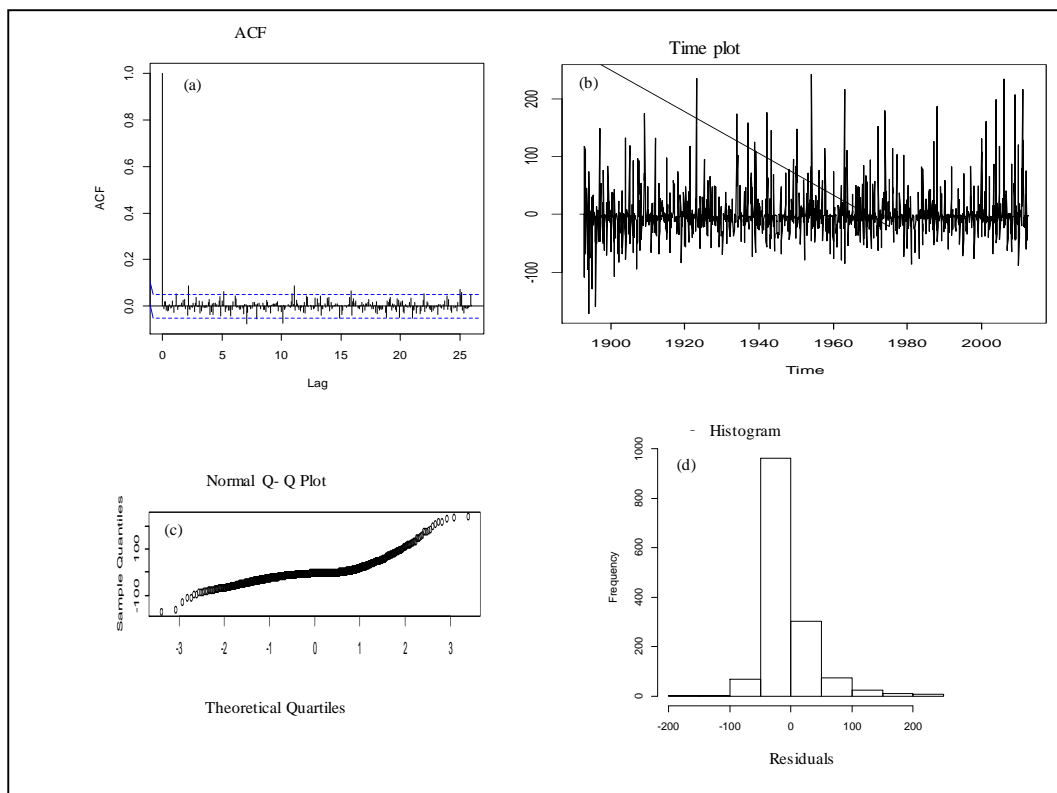 ACF
(a)
ACF
1.0
0.8
0.6
0.4
0.2
0.0
0 5 10 15 20 25
Lag
Time plot
(b)
200
100
0
-100
1900 1920 1940 1960 1980 2000
Time
Normal Q- Q Plot
(c)
Sample Quantiles
100
-100
-3 -2 -1 0 1 2 3
Theoretical Quartiles
- Histogram
(d)
Frequency
1000
800
600
400
200
0
-200 -100 0 100 200
Residuals